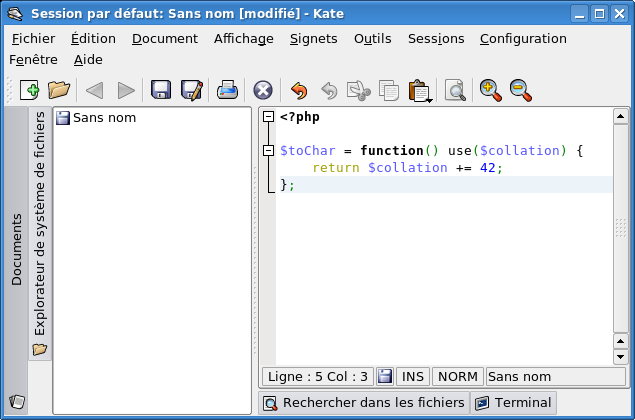 Session par défaut: Sans nom [modifié] - Kate
Fichier Édition Document Affichage Signets Outils Sessions Configuration
Fenêtre Aide
Documents
Explorateur de système de fichiers
Sans nom
<?php
$toChar = function() use($collation) {
    return $collation += 42;
};
Ligne : 5 Col : 3 INS NORM Sans nom
Rechercher dans les fichiers Terminal